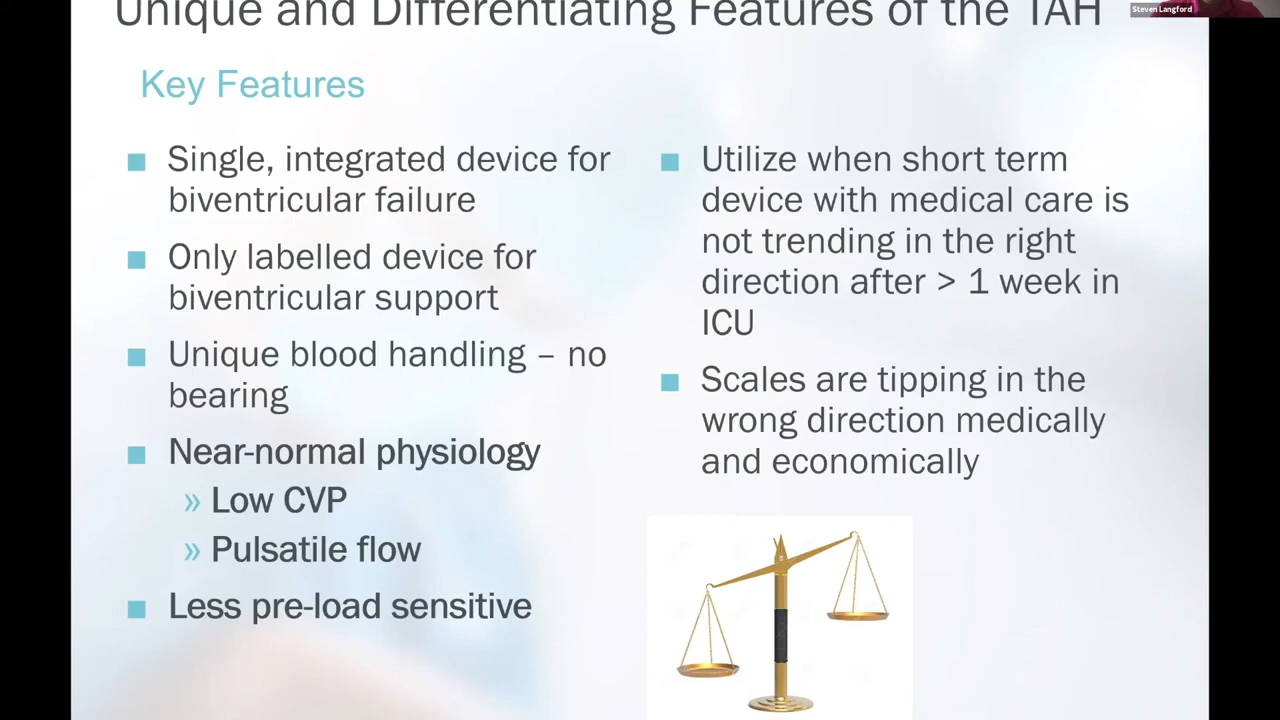 Unique and Differentiating Features of the TAH
Steven Langford
Key Features
Single, integrated device for
biventricular failure
Only labelled device for
biventricular support
Unique blood handling – no
bearing
Near-normal physiology
» Low CVP
» Pulsatile flow
Less pre-load sensitive
Utilize when short term
device with medical care is
not trending in the right
direction after > 1 week in
ICU
Scales are tipping in the
wrong direction medically
and economically